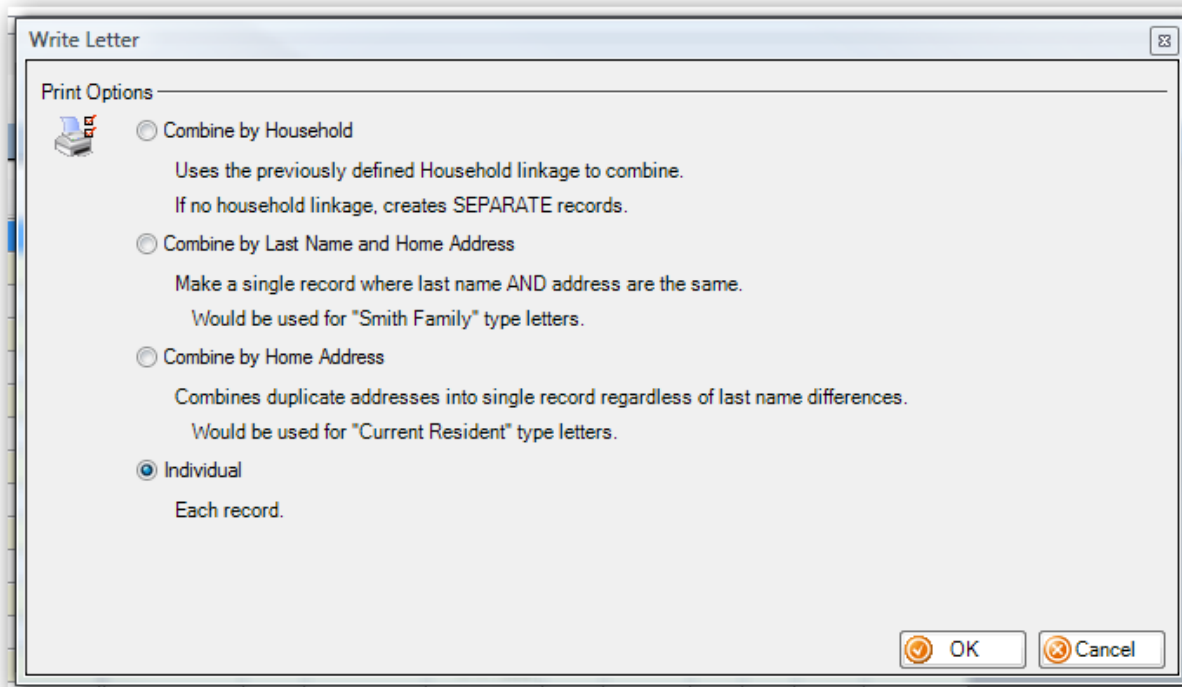 Write Letter
Print Options
Combine by Household
Uses the previously defined Household linkage to combine.
If no household linkage, creates SEPARATE records.
Combine by Last Name and Home Address
Make a single record where last name AND address are the same.
Would be used for "Smith Family" type letters.
Combine by Home Address
Combines duplicate addresses into single record regardless of last name differences.
Would be used for "Current Resident" type letters.
Individual
Each record.
OK Cancel